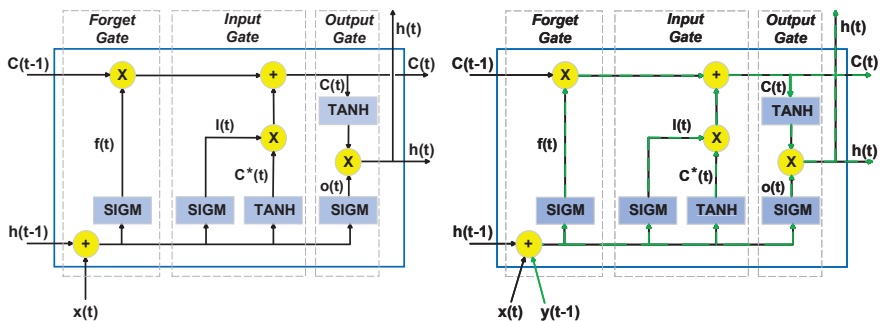 Forget Gate
Input Gate
Output Gate
h(t)
C(t-1)
X
+
C(t)
C(t)
TANH
I(t)
f(t)
X
C*(t)
X
h(t)
o(t)
SIGM
SIGM
TANH
SIGM
h(t-1)
+
x(t)
Forget Gate
Input Gate
Output Gate
h(t)
C(t-1)
X
+
C(t)
C(t)
TANH
I(t)
f(t)
X
C*(t)
X
h(t)
o(t)
SIGM
SIGM
TANH
SIGM
h(t-1)
+
x(t)
y(t-1)